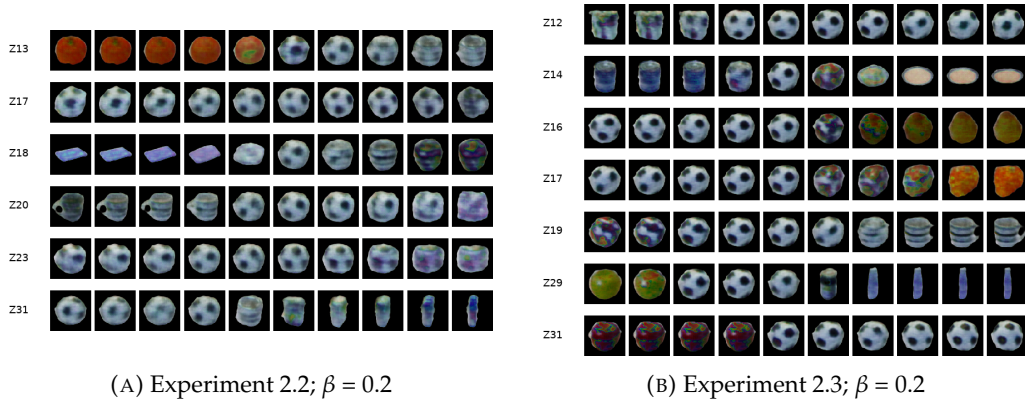 Z13
Z17
Z18
Z20
Z23
Z31
(A) Experiment 2.2; β = 0.2
Z12
Z14
Z16
Z17
Z19
Z29
Z31
(B) Experiment 2.3; β = 0.2